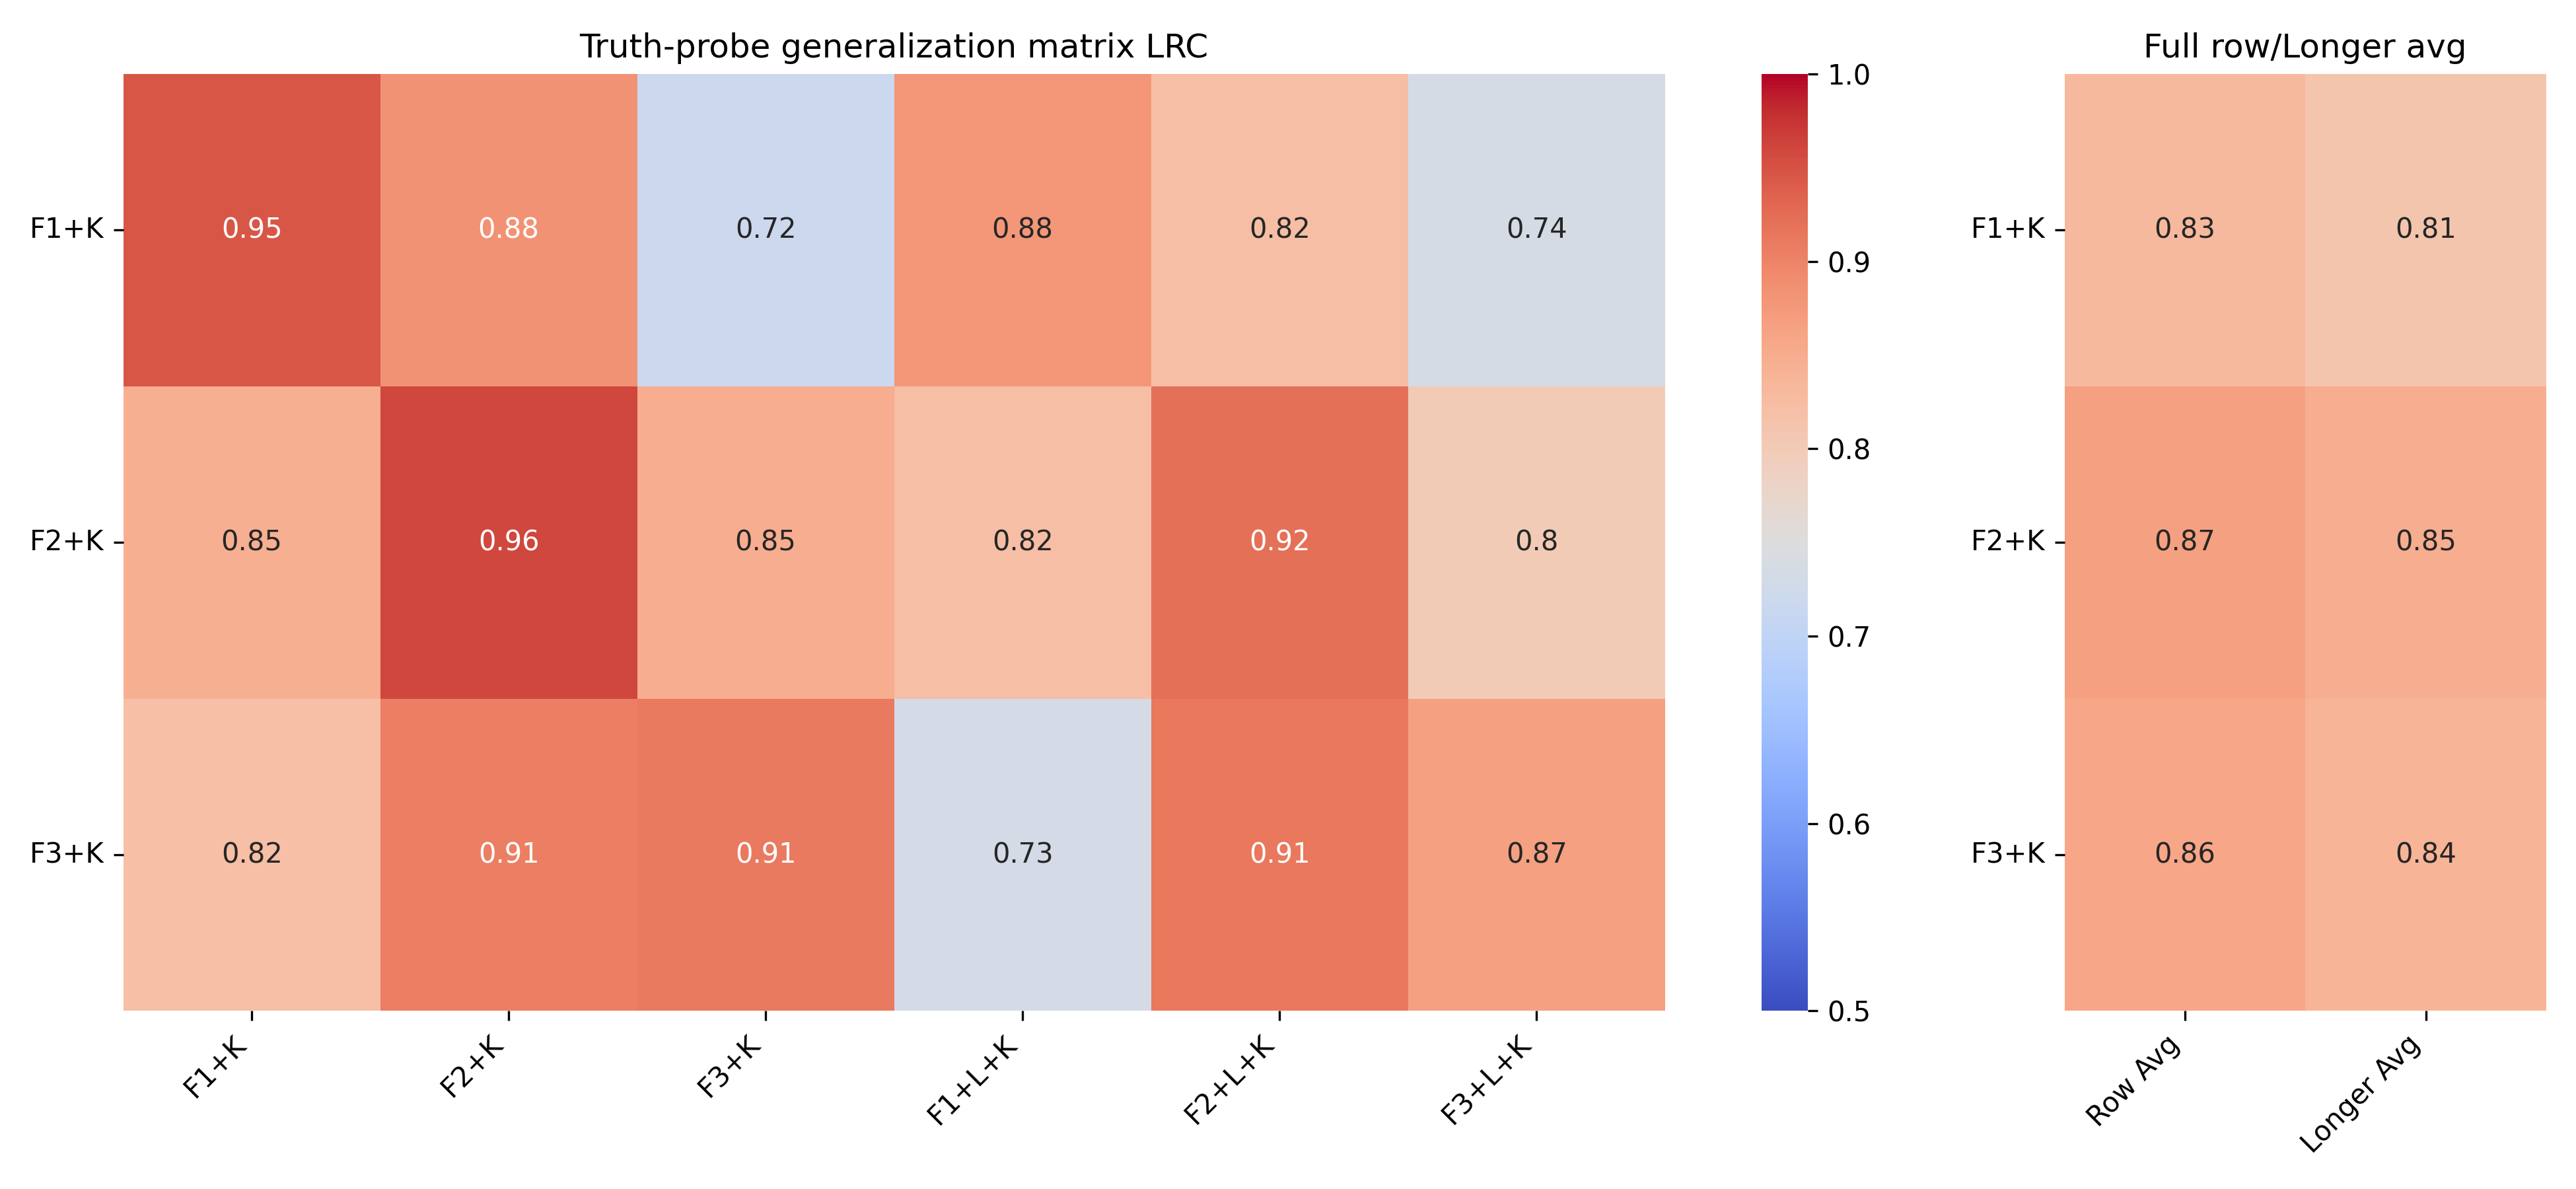 Truth-probe generalization matrix LRC
F1+K 0.95 0.88 0.72 0.88 0.82 0.74
F2+K 0.85 0.96 0.85 0.82 0.92 0.8
F3+K 0.82 0.91 0.91 0.73 0.91 0.87
F1+K F2+K F3+K F1+L+K F2+L+K F3+L+K
1.0
0.9
0.8
0.7
0.6
0.5
Full row/Longer avg
F1+K 0.83 0.81
F2+K 0.87 0.85
F3+K 0.86 0.84
Row Avg Longer Avg